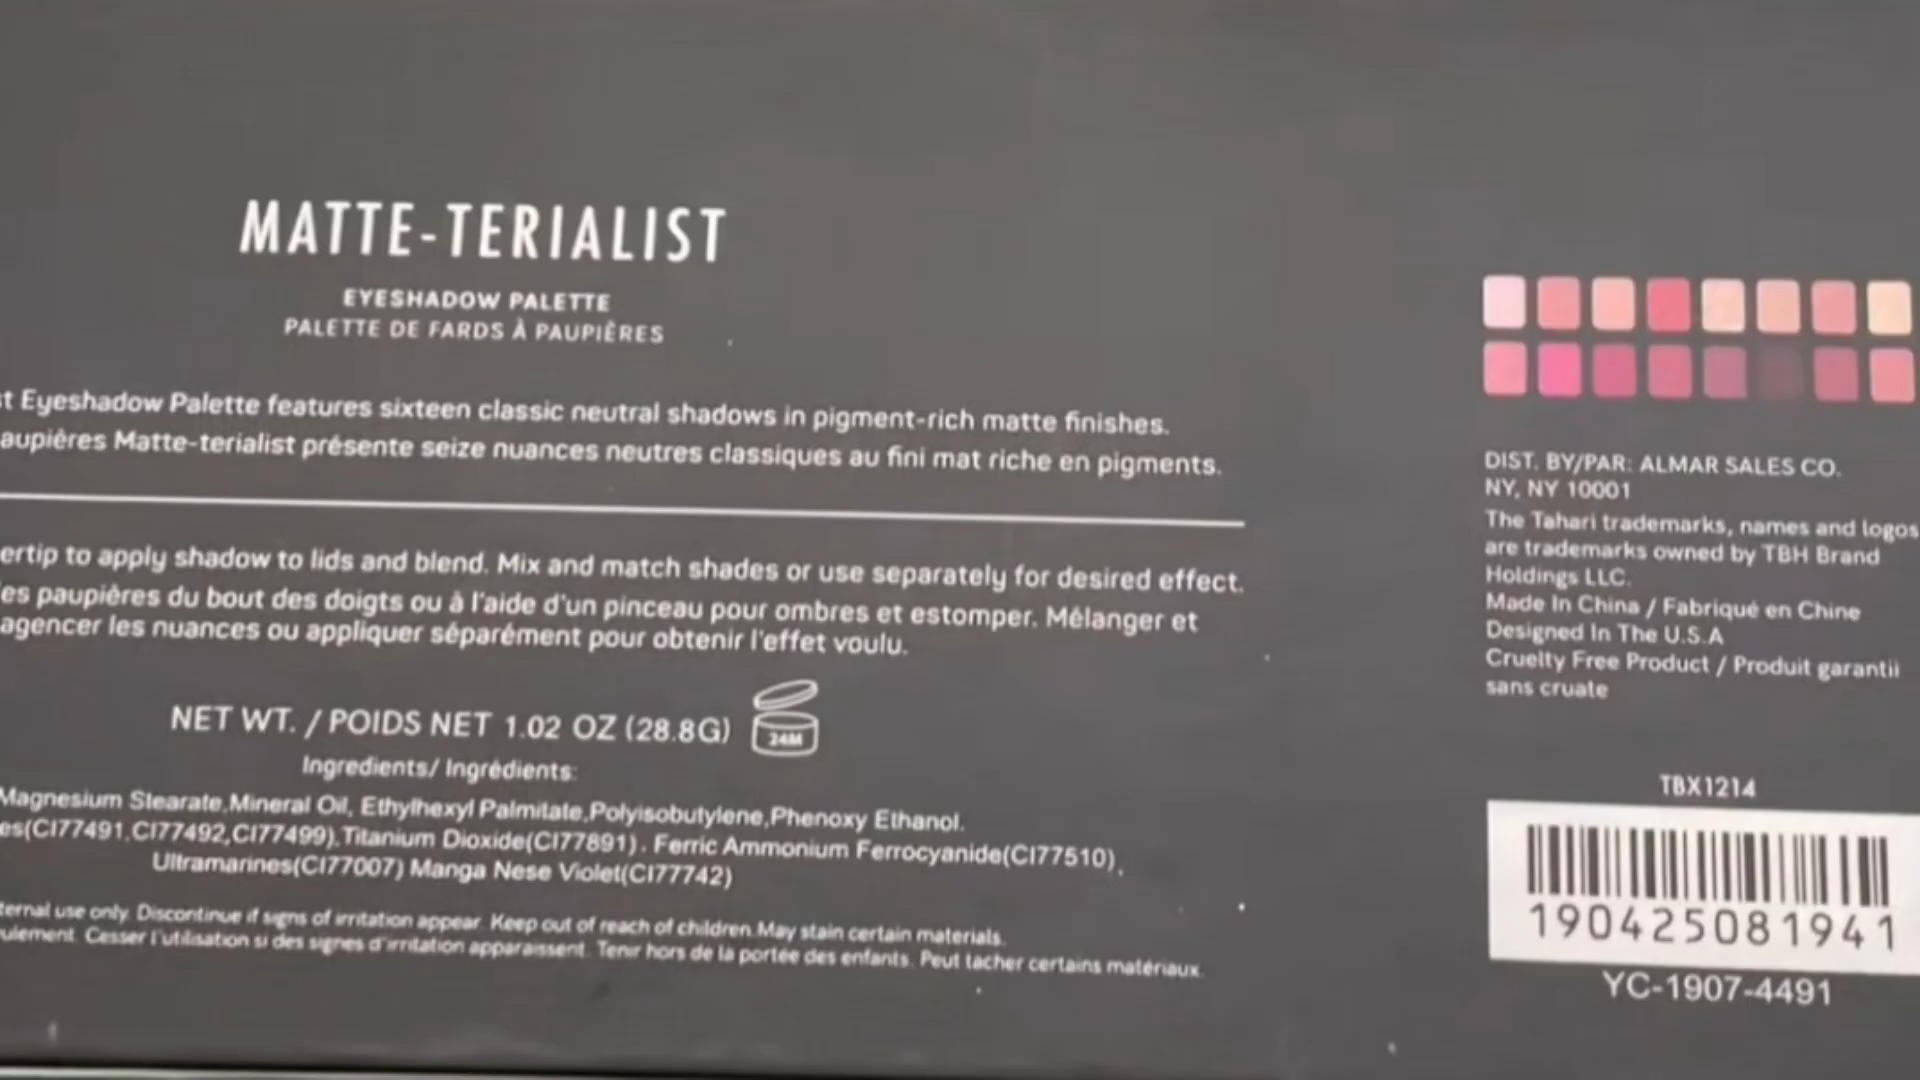 MATTE-TERIALIST
EYESHADOW PALETTE
PALETTE DE FARDS À PAUPIÈRES
t Eyeshadow Palette features sixteen classic neutral shadows in pigment-rich matte finishes.
aupières Matte-terialist présente seize nuances neutres classiques au fini mat riche en pigments.
ertip to apply shadow to lids and blend. Mix and match shades or use separately for desired effect.
es paupières du bout des doigts ou à l'aide d'un pinceau pour ombres et estomper. Mélanger et
agencer les nuances ou appliquer séparément pour obtenir l'effet voulu.
NET WT. / POIDS NET 1.02 OZ (28.8G)
24M
Ingredients/ Ingrédients:
Magnesium Stearate,Mineral Oil, Ethylhexyl Palmitate,Polyisobutylene,Phenoxy Ethanol.
es(CI77491,CI77492,CI77499),Titanium Dioxide(CI77891). Ferric Ammonium Ferrocyanide(CI77510),
Ultramarines(CI77007) Manga Nese Violet(CI77742)
ternal use only. Discontinue if signs of irritation appear. Keep out of reach of children.May stain certain materials.
ulement. Cesser l'utilisation si des signes d'irritation apparaissent. Tenir hors de la portée des enfants. Peut tacher certains matériaux.
DIST. BY/PAR: ALMAR SALES CO.
NY, NY 10001
The Tahari trademarks, names and logos
are trademarks owned by TBH Brand
Holdings LLC.
Made In China / Fabriqué en Chine
Designed In The U.S.A
Cruelty Free Product / Produit garantii
sans cruate
TBX1214
190425081941
YC-1907-4491